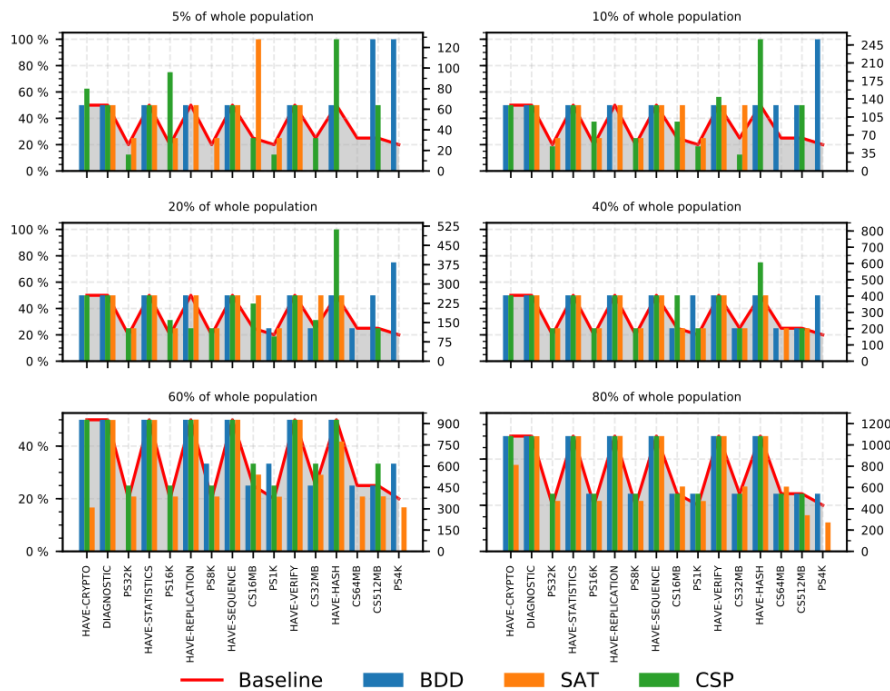 5% of whole population
10% of whole population
100 %
80 %
60 %
40 %
20 %
0 %
120
100
80
60
40
20
0
245
210
175
140
105
70
35
0
20% of whole population
40% of whole population
100 %
80 %
60 %
40 %
20 %
0 %
525
450
375
300
225
150
75
0
800
700
600
500
400
300
200
100
0
60% of whole population
80% of whole population
40 %
20 %
0 %
900
750
600
450
300
150
0
1200
1050
900
750
600
450
300
150
0
HAVE-CRYPTO
DIAGNOSTIC
PS32K
HAVE-STATISTICS
PS16K
HAVE-REPLICATION
PS8K
HAVE-SEQUENCE
CS16MB
PS1K
HAVE-VERIFY
CS32MB
HAVE-HASH
CS64MB
CS512MB
PS4K
HAVE-CRYPTO
DIAGNOSTIC
PS32K
HAVE-STATISTICS
PS16K
HAVE-REPLICATION
PS8K
HAVE-SEQUENCE
CS16MB
PS1K
HAVE-VERIFY
CS32MB
HAVE-HASH
CS64MB
CS512MB
PS4K
Baseline BDD SAT CSP